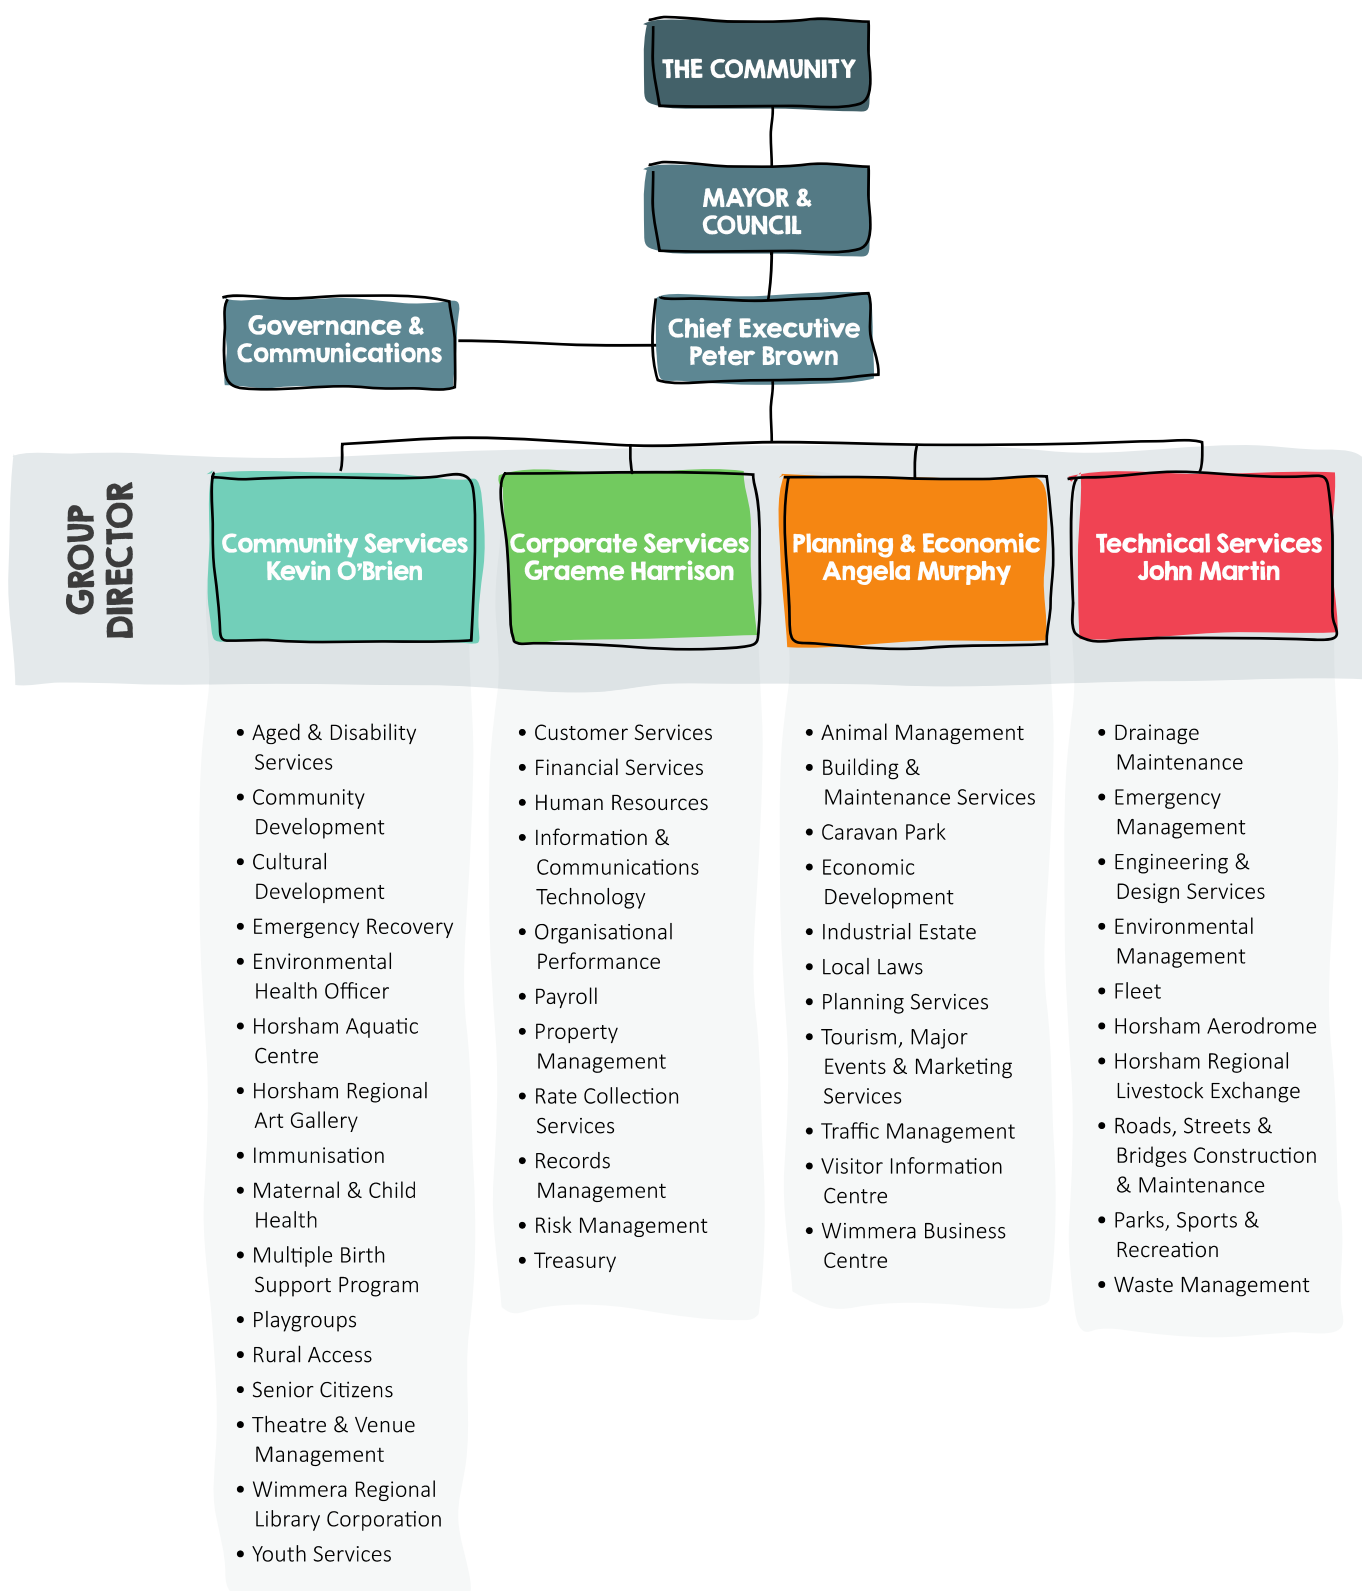 THE COMMUNITY
MAYOR &
COUNCIL
Governance &
Communications
Chief Executive
Peter Brown
GROUP
DIRECTOR
Community Services
Kevin O'Brien
Corporate Services
Graeme Harrison
Planning & Economic
Angela Murphy
Technical Services
John Martin
• Aged & Disability
Services
• Community
Development
• Cultural
Development
• Emergency Recovery
• Environmental
Health Officer
• Horsham Aquatic
Centre
• Horsham Regional
Art Gallery
• Immunisation
• Maternal & Child
Health
• Multiple Birth
Support Program
• Playgroups
• Rural Access
• Senior Citizens
• Theatre & Venue
Management
• Wimmera Regional
Library Corporation
• Youth Services
• Customer Services
• Financial Services
• Human Resources
• Information &
Communications
Technology
• Organisational
Performance
• Payroll
• Property
Management
• Rate Collection
Services
• Records
Management
• Risk Management
• Treasury
• Animal Management
• Building &
Maintenance Services
• Caravan Park
• Economic
Development
• Industrial Estate
• Local Laws
• Planning Services
• Tourism, Major
Events & Marketing
Services
• Traffic Management
• Visitor Information
Centre
• Wimmera Business
Centre
• Drainage
Maintenance
• Emergency
Management
• Engineering &
Design Services
• Environmental
Management
• Fleet
• Horsham Aerodrome
• Horsham Regional
Livestock Exchange
• Roads, Streets &
Bridges Construction
& Maintenance
• Parks, Sports &
Recreation
• Waste Management